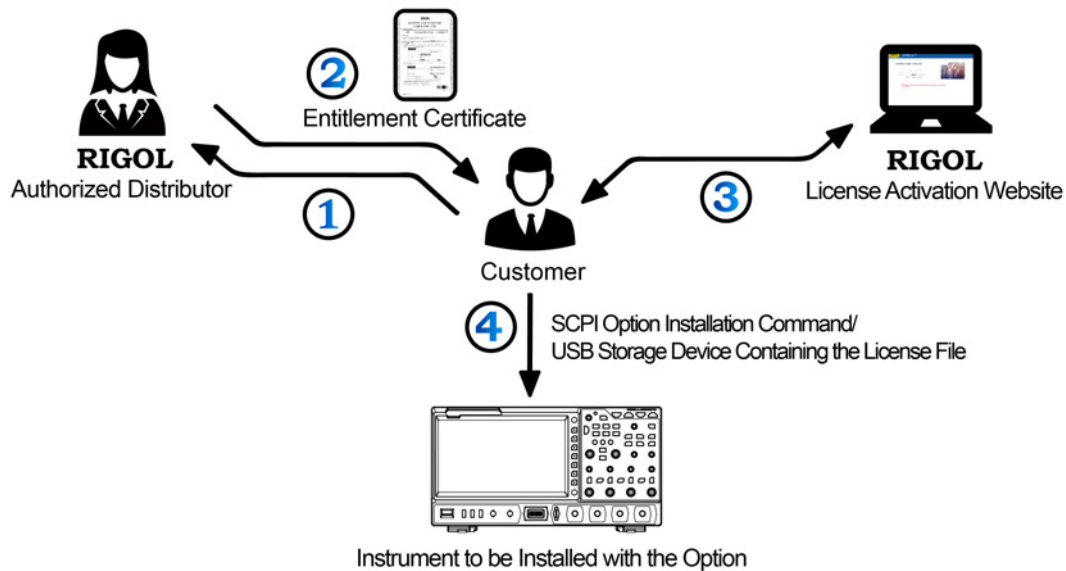 ②
Entitlement Certificate
RIGOL
Authorized Distributor
①
③
RIGOL
License Activation Website
Customer
④
SCPI Option Installation Command/
USB Storage Device Containing the License File
Instrument to be Installed with the Option